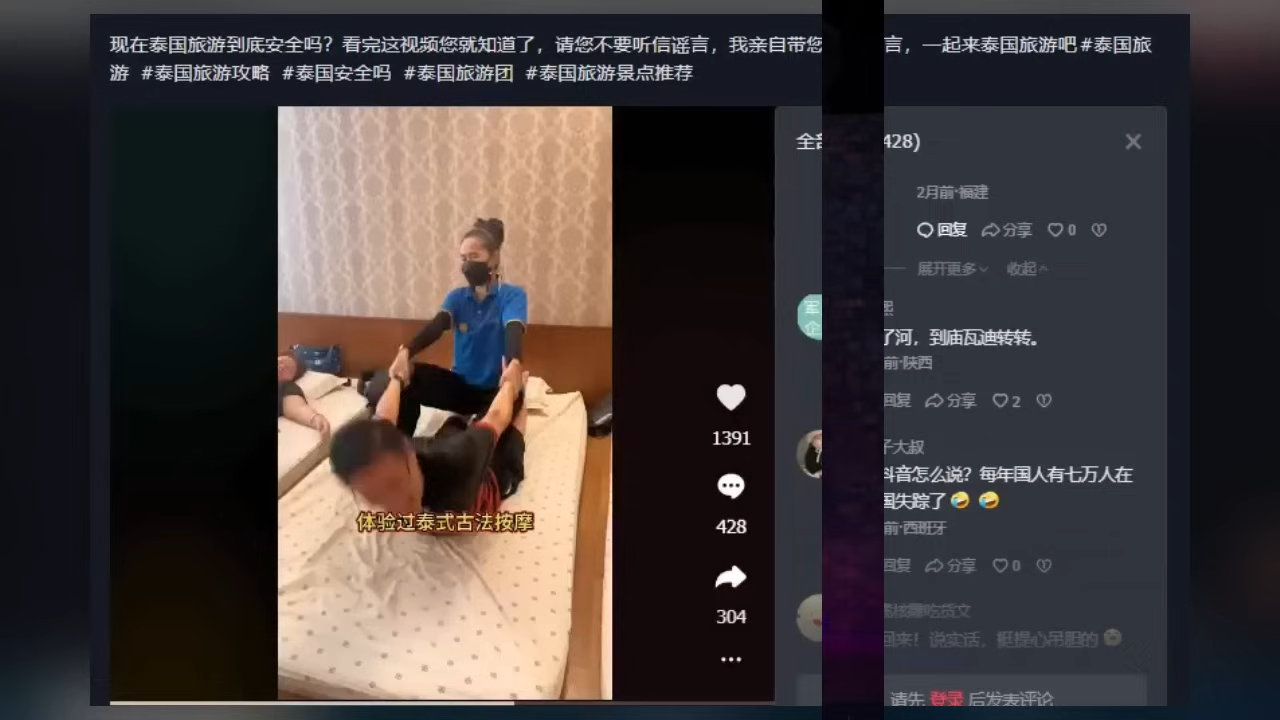 现在泰国旅游到底安全吗？看完这视频您就知道了，请您不要听信谣言，我亲自带您
言，一起来泰国旅游吧#泰国旅
游 #泰国旅游攻略 #泰国安全吗 #泰国旅游团 #泰国旅游景点推荐
全
428)
2月前·福建
回复 分享 0
展开更多 收起
军
企
熙
了河，到庙瓦迪转转。
前·陕西
回复 分享 2
子大叔
抖音怎么说？每年国人有七万人在
国失踪了🤣 🤣
前·西班牙
回复 分享 0
吃货文
回来！说实话，挺提心吊胆的
请先 登录 后发表评论
1391
428
304
体验过泰式古法按摩